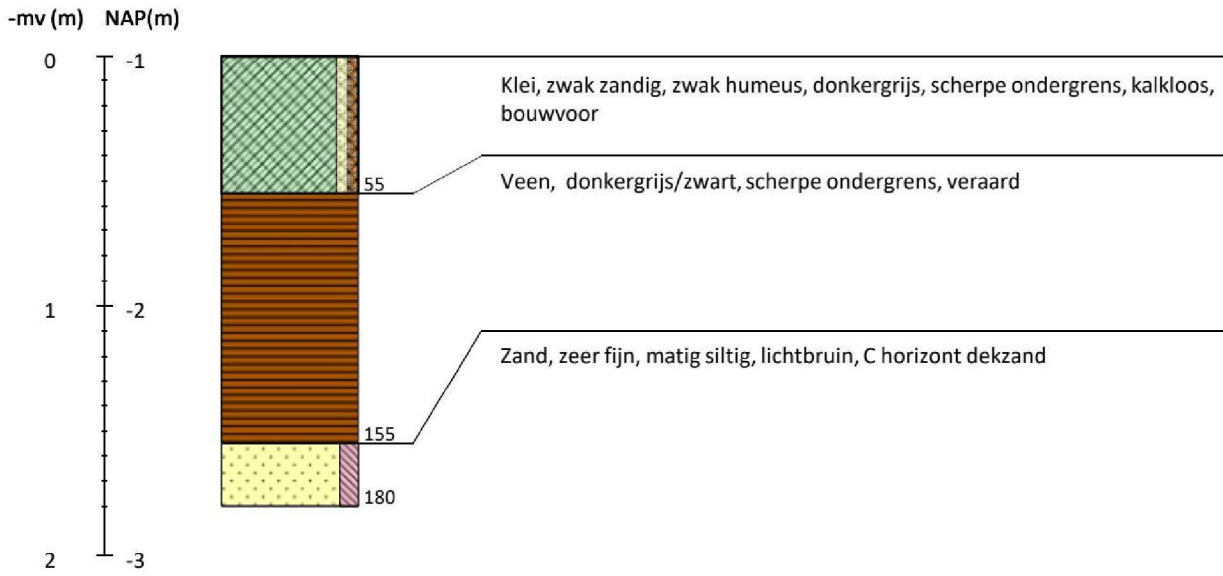 -mv (m) NAP(m)
0 -1
Klei, zwak zandig, zwak humeus, donkergrijs, scherpe ondergrens, kalkloos,
bouwvoor
55
Veen, donkergrijs/zwart, scherpe ondergrens, veraard
1 -2
Zand, zeer fijn, matig siltig, lichtbruin, C horizont dekzand
155
180
2 -3